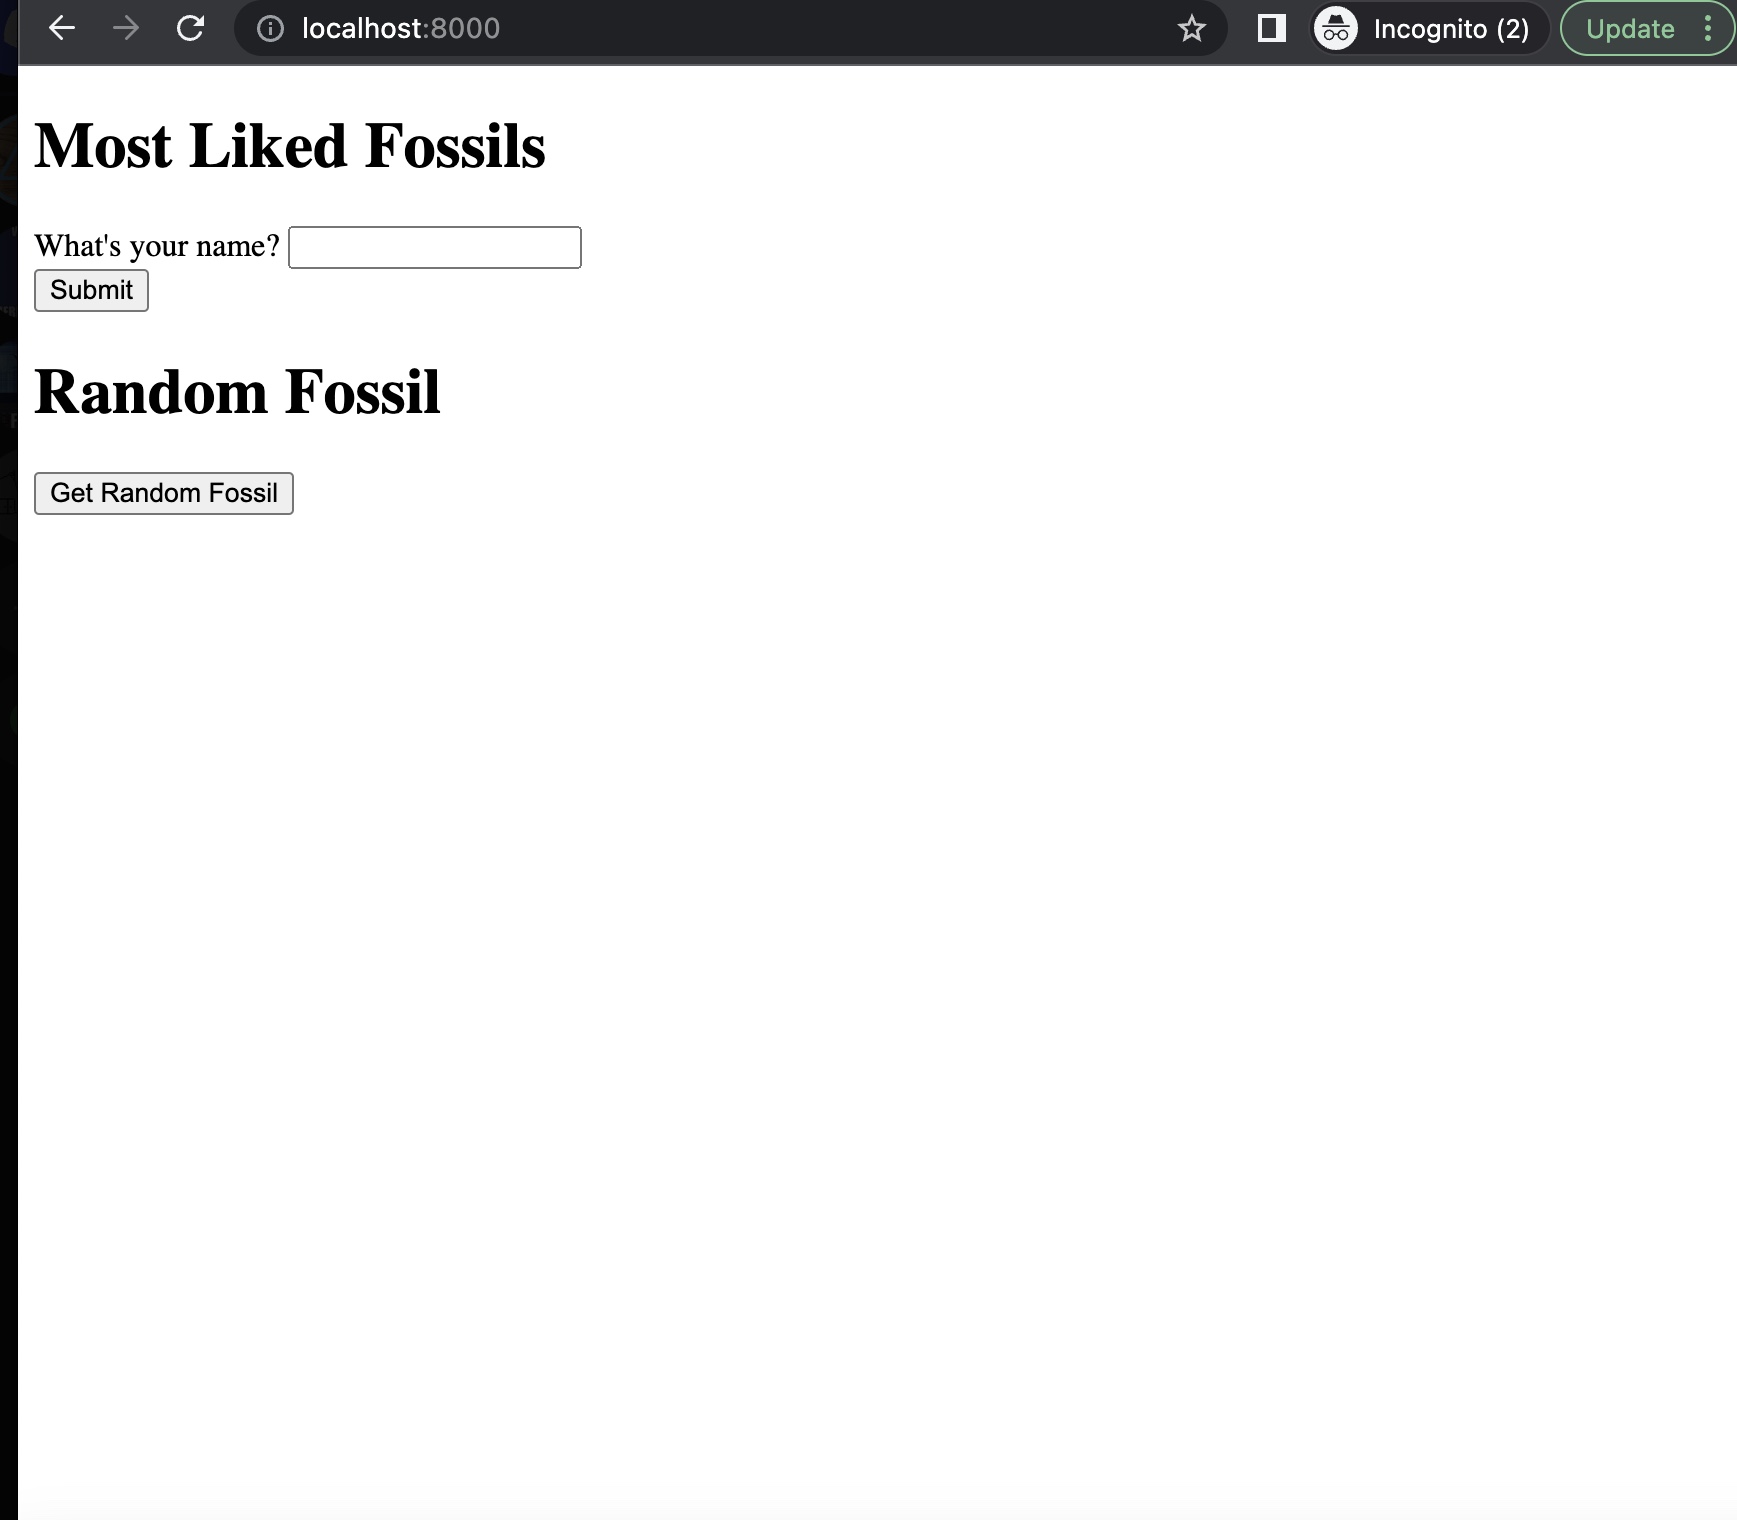 localhost:8000
Incognito (2)
Update
Most Liked Fossils
What's your name?
Submit
Random Fossil
Get Random Fossil